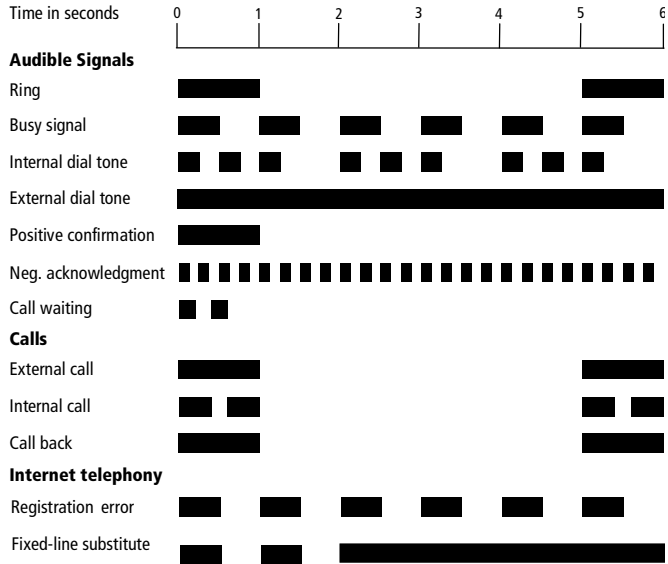 Time in seconds 0 1 2 3 4 5 6
Audible Signals
Ring
Busy signal
Internal dial tone
External dial tone
Positive confirmation
Neg. acknowledgment
Call waiting
Calls
External call
Internal call
Call back
Internet telephony
Registration error
Fixed-line substitute